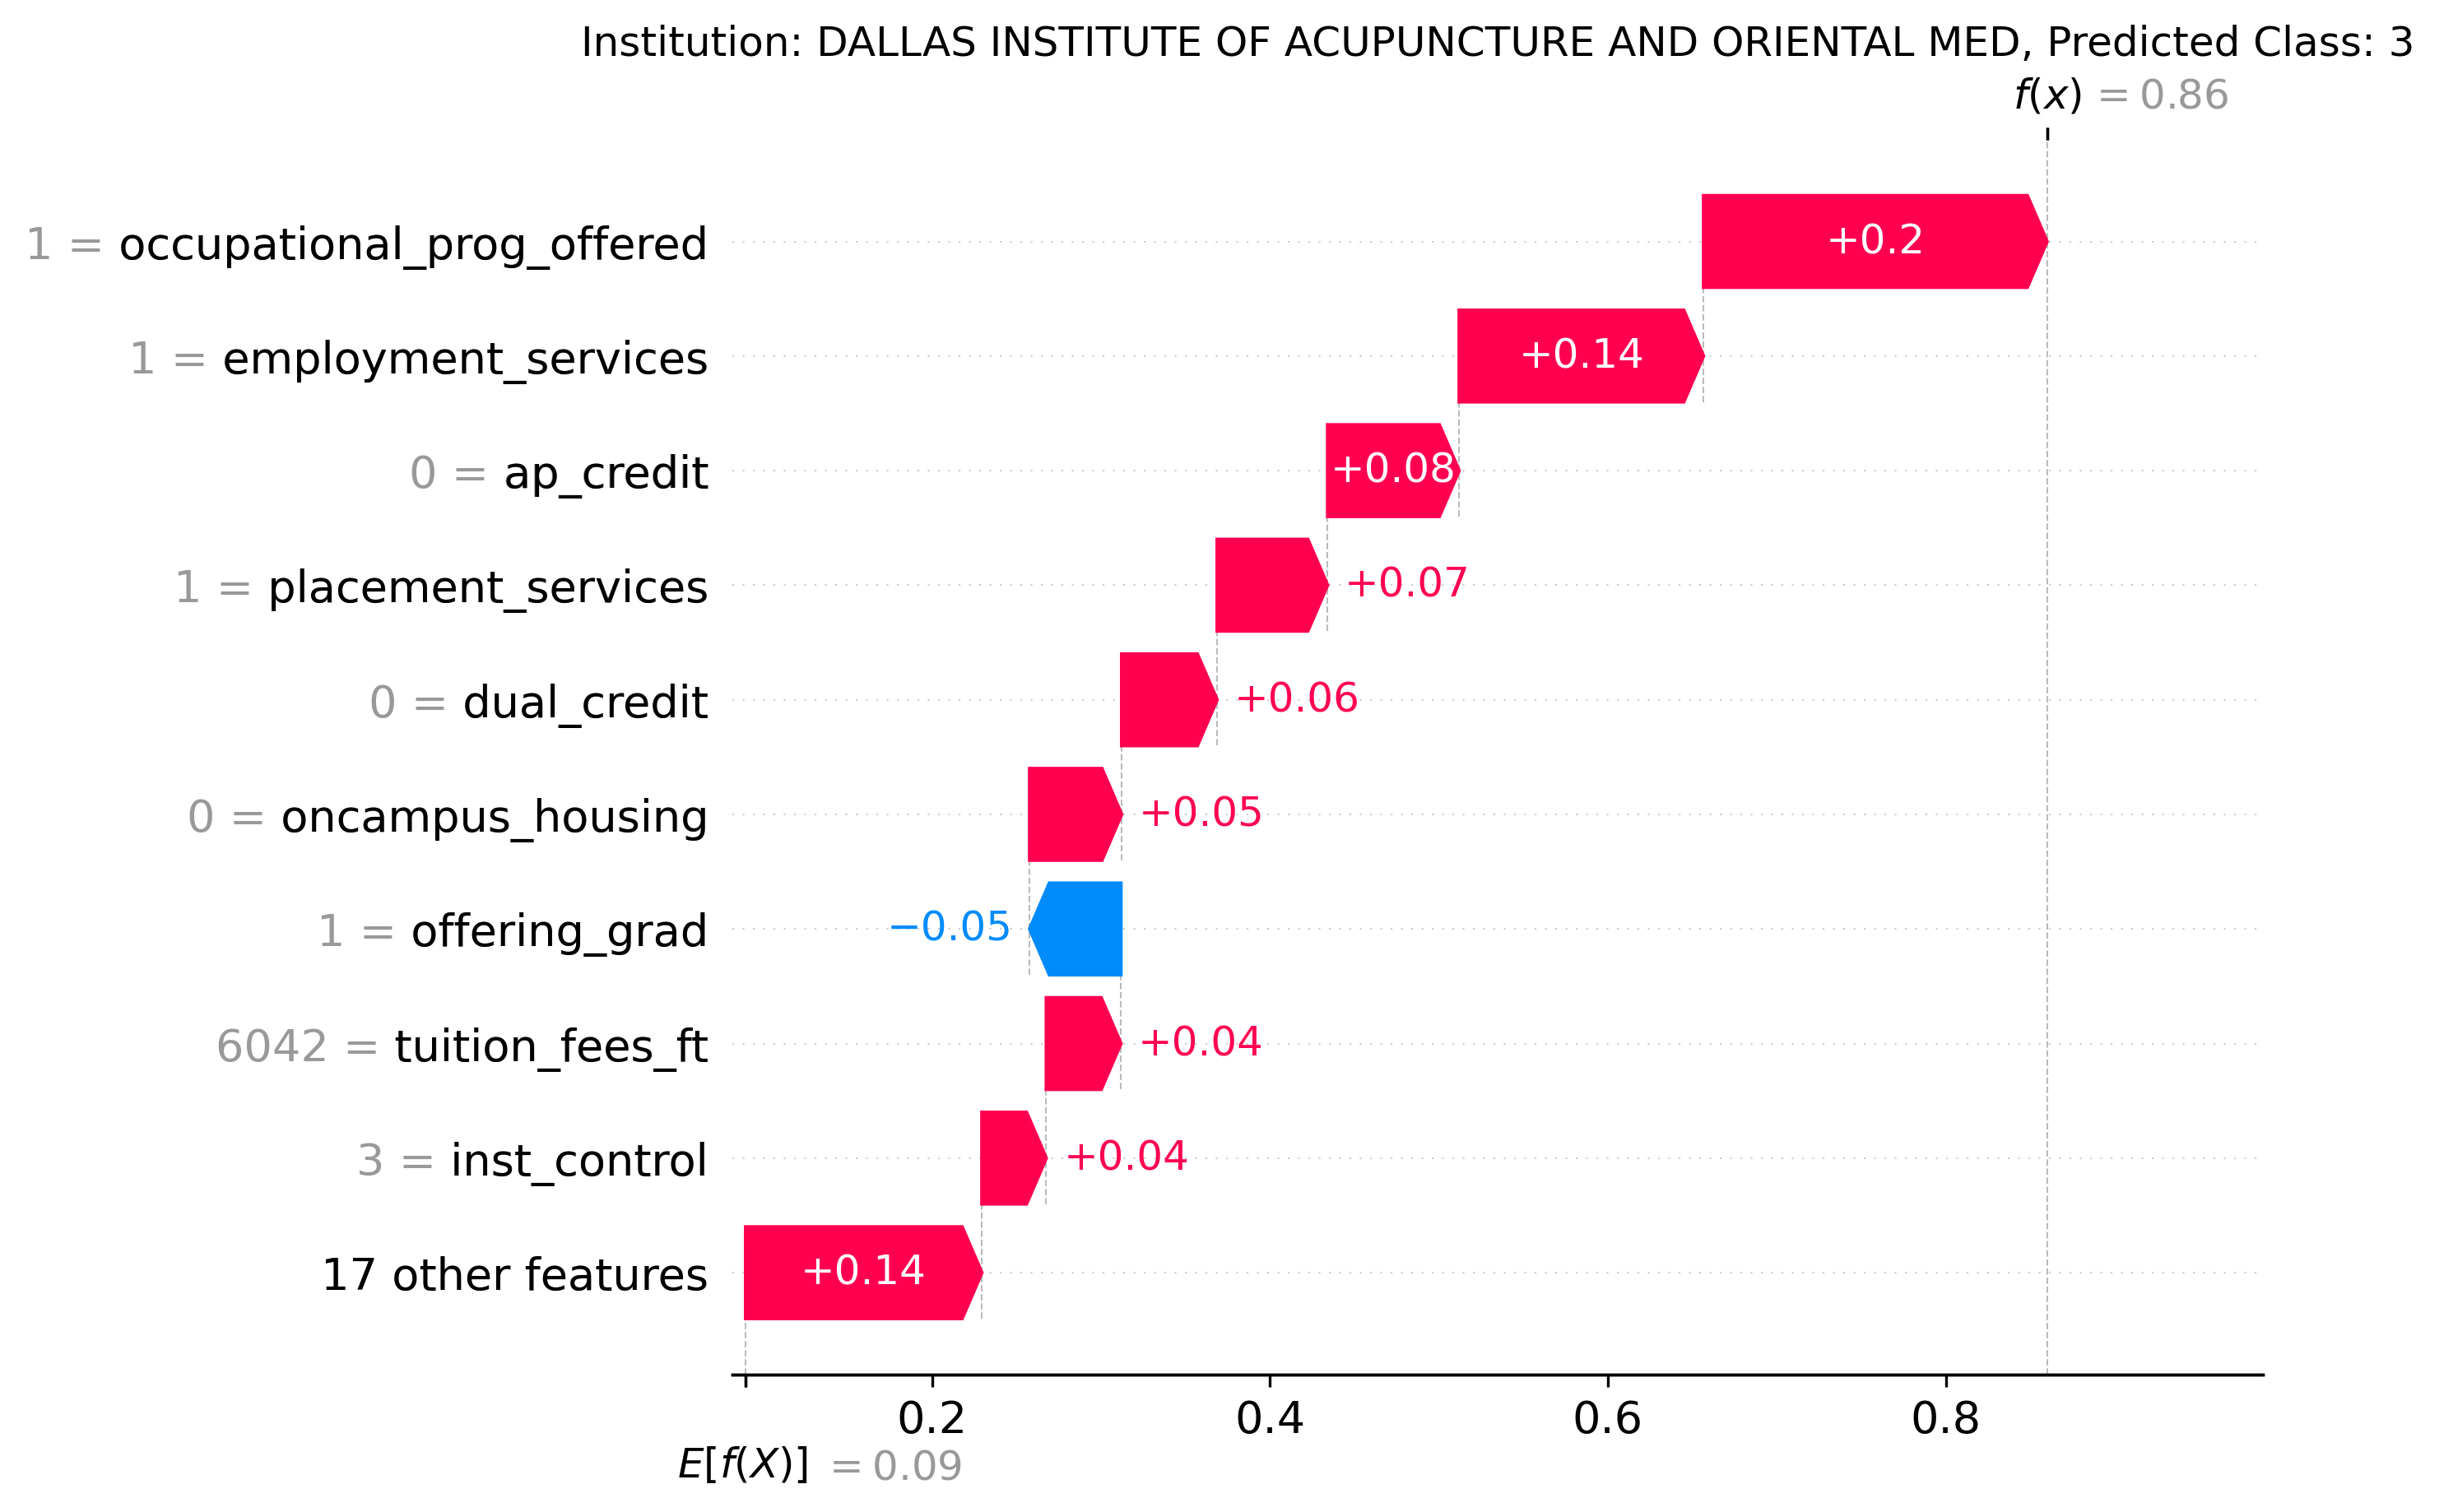 Institution: DALLAS INSTITUTE OF ACUPUNCTURE AND ORIENTAL MED, Predicted Class: 3
f(x) = 0.86
1 = occupational_prog_offered +0.2
1 = employment_services +0.14
0 = ap_credit +0.08
1 = placement_services +0.07
0 = dual_credit +0.06
0 = oncampus_housing +0.05
1 = offering_grad −0.05
6042 = tuition_fees_ft +0.04
3 = inst_control +0.04
17 other features +0.14
0.2 0.4 0.6 0.8
E[f(X)] = 0.09